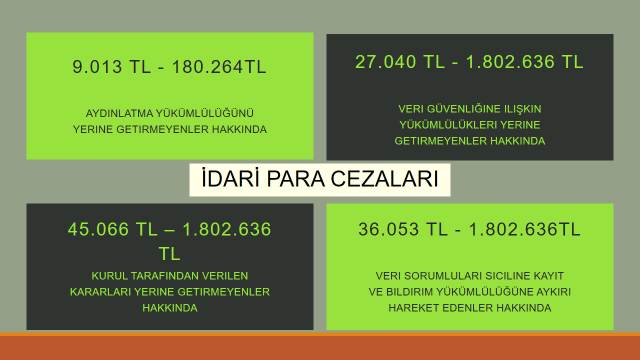 9.013 TL - 180.264TL
AYDINLATMA YÜKÜMLÜLÜĞÜNÜ
YERINE GETIRMEYENLER HAKKINDA
27.040 TL - 1.802.636 TL
VERI GÜVENLIĞINE ILIŞKIN
YÜKÜMLÜLÜKLERI YERINE
GETIRMEYENLER HAKKINDA
İDARİ PARA CEZALARI
45.066 TL – 1.802.636
TL
KURUL TARAFINDAN VERILEN
KARARLARI YERINE GETIRMEYENLER
HAKKINDA
36.053 TL - 1.802.636TL
VERI SORUMLULARI SICILINE KAYIT
VE BILDIRIM YÜKÜMLÜLÜĞÜNE AYKIRI
HAREKET EDENLER HAKKINDA